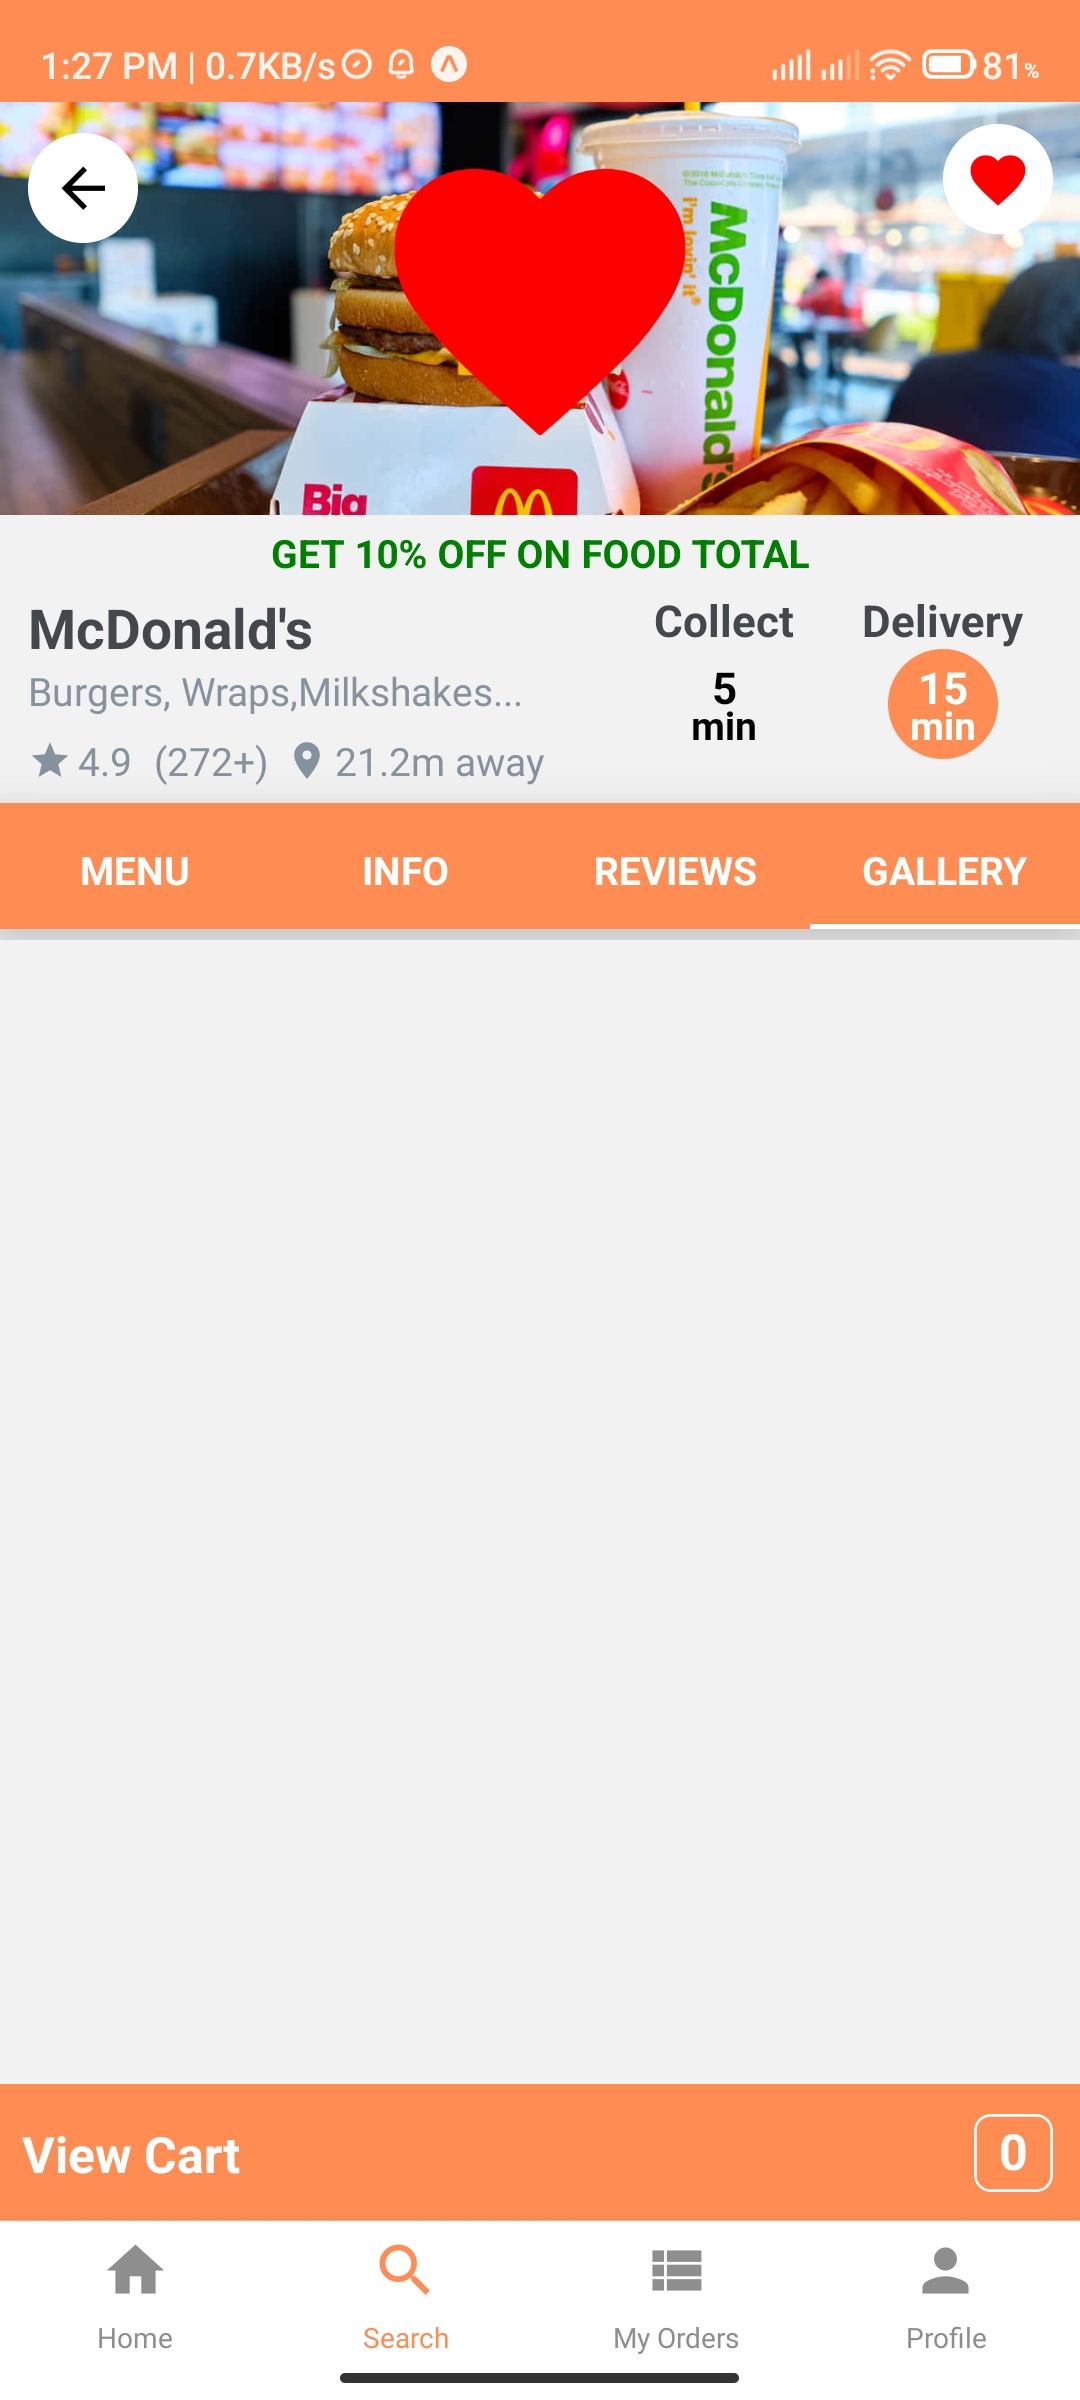 1:27 PM | 0.7KB/s
81%
McDonald's
i'm lovin' it®
Big
GET 10% OFF ON FOOD TOTAL
McDonald's
Collect
Delivery
Burgers, Wraps,Milkshakes...
5
min
15
min
4.9 (272+) 21.2m away
MENU
INFO
REVIEWS
GALLERY
View Cart
0
Home
Search
My Orders
Profile